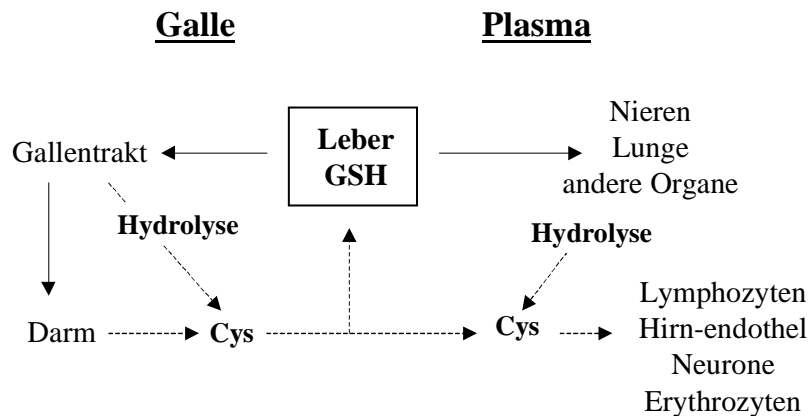 Galle
Plasma
Leber
GSH
Gallentrakt
Nieren
Lunge
andere Organe
Hydrolyse
Hydrolyse
Darm
Cys
Cys
Lymphozyten
Hirn-endothel
Neurone
Erythrozyten